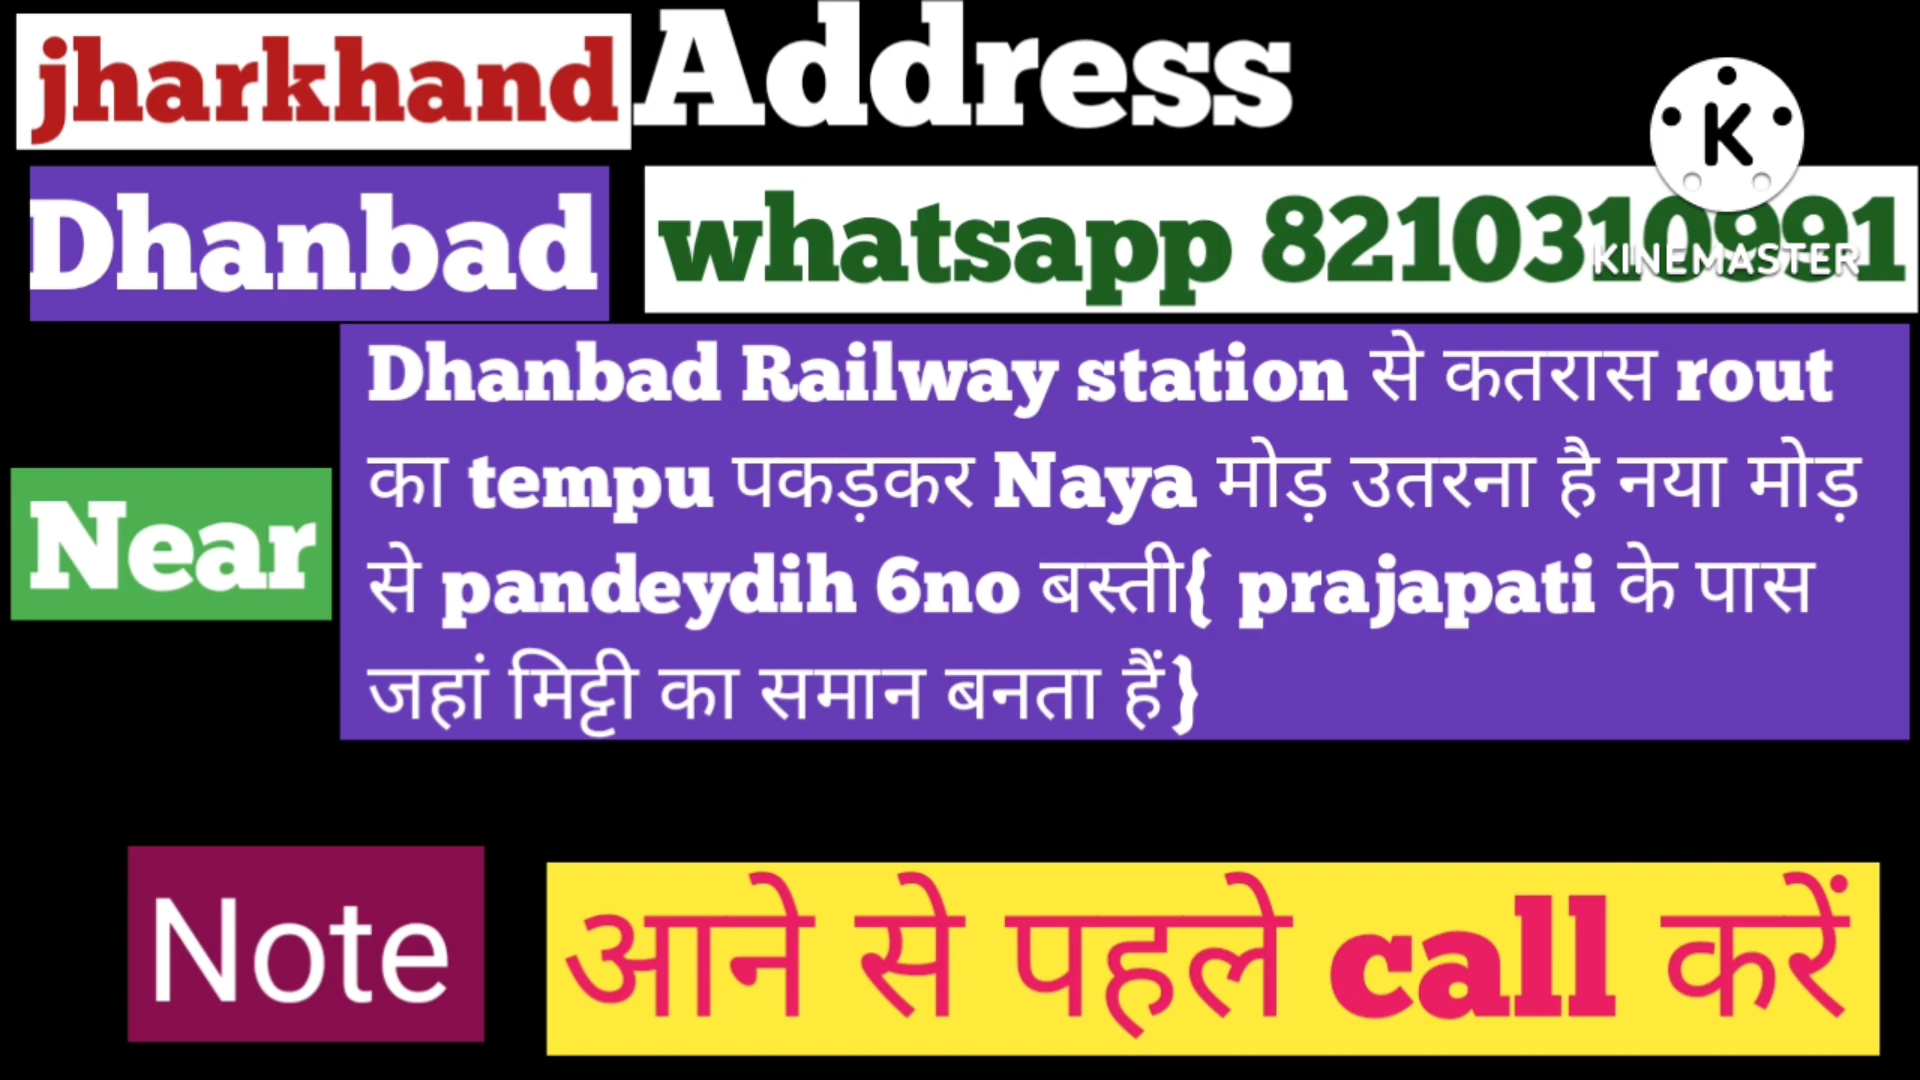 jharkhand Address
Dhanbad whatsapp 8210310991
KINEMASTER
Dhanbad Railway station से कतरास rout
का tempu पकड़कर Naya मोड़ उतरना है नया मोड़
Near
से pandeydih 6no बस्ती{ prajapati के पास
जहां मिट्टी का समान बनता हैं}
Note आने से पहले call करें